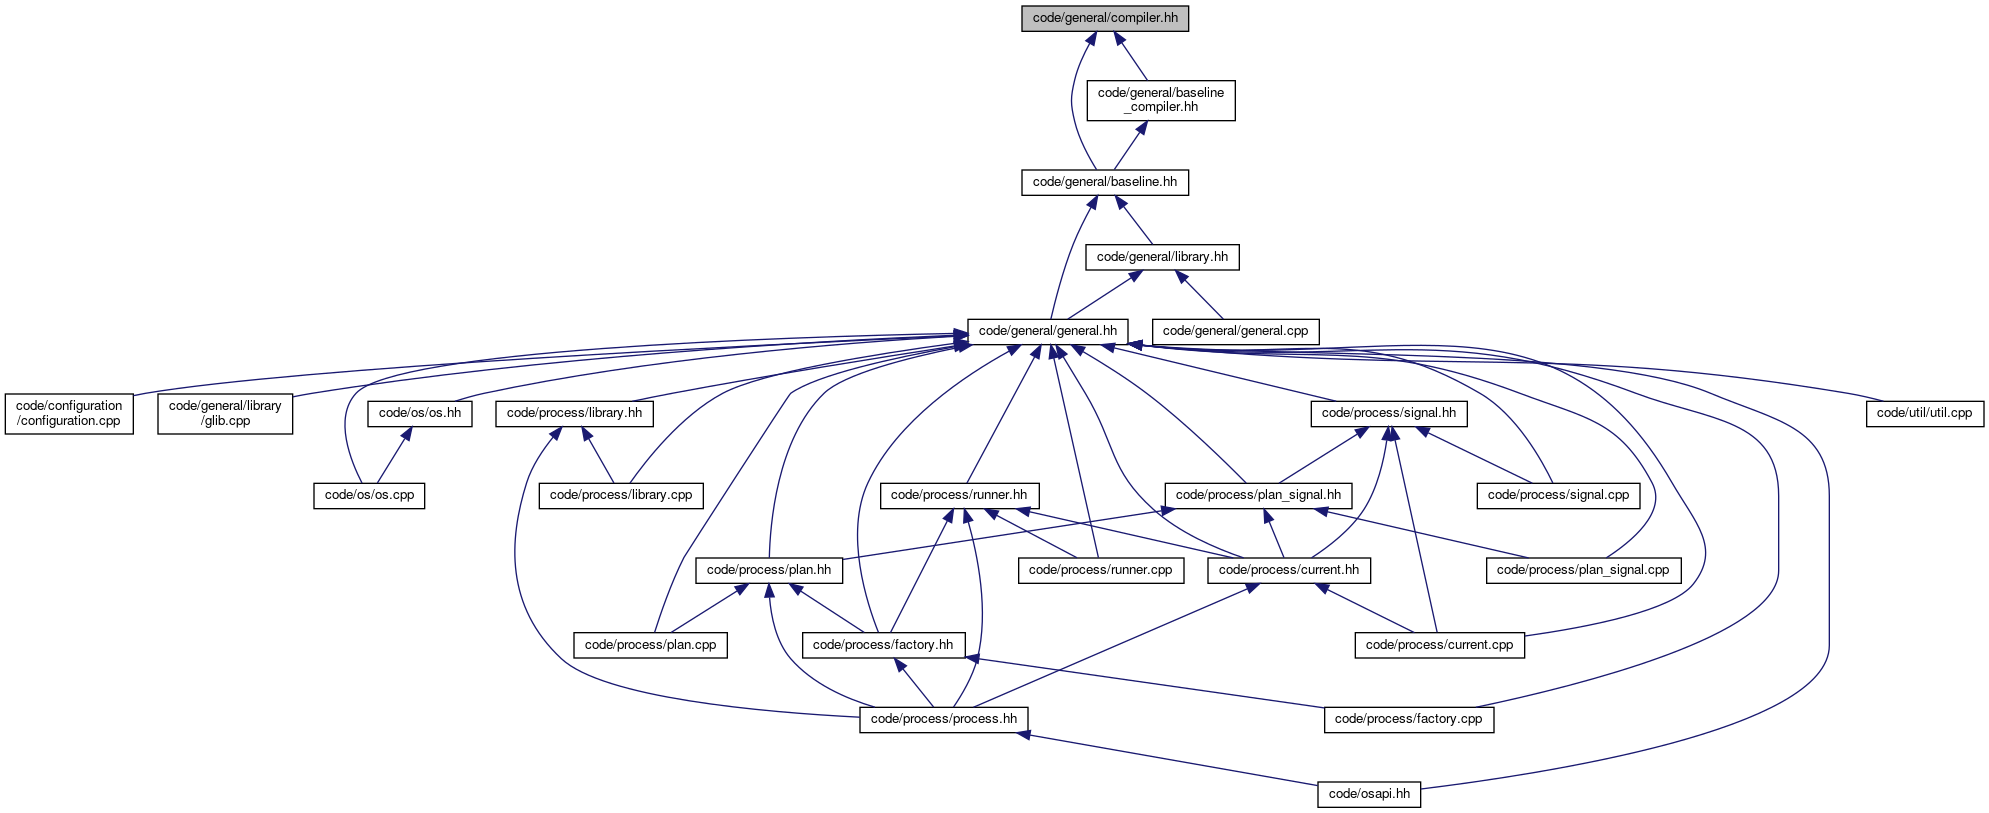 code/general/compiler.hh
code/general/baseline
_compiler.hh
code/general/baseline.hh
code/general/library.hh
code/general/general.hh
code/general/general.cpp
code/configuration
/configuration.cpp
code/general/library
/glib.cpp
code/os/os.hh
code/process/library.hh
code/process/signal.hh
code/util/util.cpp
code/os/os.cpp
code/process/library.cpp
code/process/runner.hh
code/process/plan_signal.hh
code/process/signal.cpp
code/process/plan.hh
code/process/runner.cpp
code/process/current.hh
code/process/plan_signal.cpp
code/process/plan.cpp
code/process/factory.hh
code/process/current.cpp
code/process/process.hh
code/process/factory.cpp
code/osapi.hh